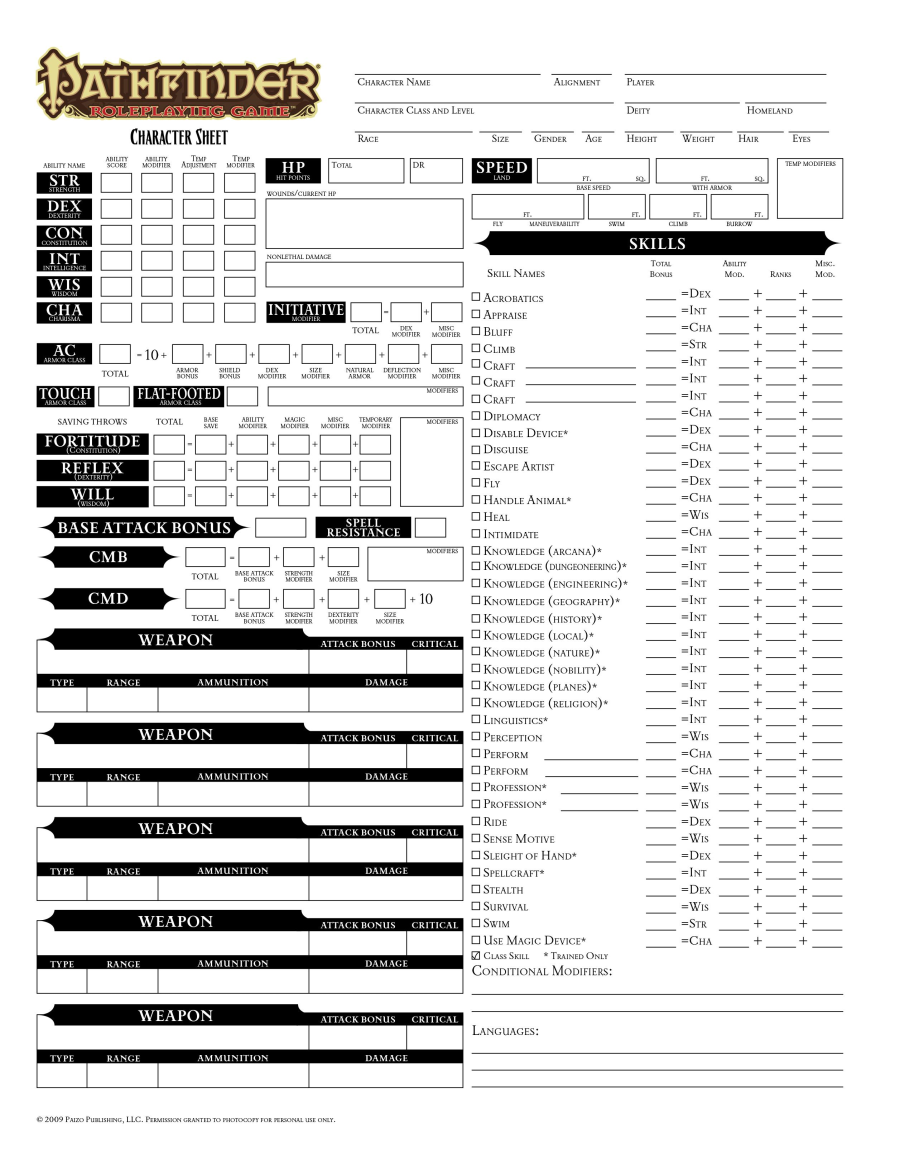 PATHFINDER
ROLEPLAYING GAME™
CHARACTER SHEET
CHARACTER NAME ALIGNMENT PLAYER
CHARACTER CLASS AND LEVEL DEITY HOMELAND
RACE SIZE GENDER AGE HEIGHT WEIGHT HAIR EYES
ABILITY NAME ABILITY SCORE ABILITY MODIFIER TEMP ADJUSTMENT TEMP MODIFIER
STR
STRENGTH
DEX
DEXTERITY
CON
CONSTITUTION
INT
INTELLIGENCE
WIS
WISDOM
CHA
CHARISMA
HP
HIT POINTS
TOTAL DR
WOUNDS/CURRENT HP
NONLETHAL DAMAGE
INITIATIVE
MODIFIER
= +
TOTAL DEX MODIFIER MISC MODIFIER
AC
ARMOR CLASS
= 10 + + + + + + +
TOTAL ARMOR BONUS SHIELD BONUS DEX MODIFIER SIZE MODIFIER NATURAL ARMOR DEFLECTION MODIFIER MISC MODIFIER
TOUCH
ARMOR CLASS
FLAT-FOOTED
ARMOR CLASS
MODIFIERS
SAVING THROWS TOTAL BASE SAVE ABILITY MODIFIER MAGIC MODIFIER MISC MODIFIER TEMPORARY MODIFIER MODIFIERS
FORTITUDE
(CONSTITUTION)
= + + + +
REFLEX
(DEXTERITY)
= + + + +
WILL
(WISDOM)
= + + + +
BASE ATTACK BONUS
SPELL
RESISTANCE
CMB
= + +
MODIFIERS
TOTAL BASE ATTACK BONUS STRENGTH MODIFIER SIZE MODIFIER
CMD
= + + + + 10
TOTAL BASE ATTACK BONUS STRENGTH MODIFIER DEXTERITY MODIFIER SIZE MODIFIER
WEAPON ATTACK BONUS CRITICAL
TYPE RANGE AMMUNITION DAMAGE
WEAPON ATTACK BONUS CRITICAL
TYPE RANGE AMMUNITION DAMAGE
WEAPON ATTACK BONUS CRITICAL
TYPE RANGE AMMUNITION DAMAGE
WEAPON ATTACK BONUS CRITICAL
TYPE RANGE AMMUNITION DAMAGE
WEAPON ATTACK BONUS CRITICAL
TYPE RANGE AMMUNITION DAMAGE
SPEED
LAND
FT. SQ. FT. SQ.
BASE SPEED WITH ARMOR
TEMP MODIFIERS
FT. FT. FT. FT.
FLY MANEUVERABILITY SWIM CLIMB BURROW
SKILLS
SKILL NAMES TOTAL BONUS ABILITY MOD. RANKS MISC. MOD.
☐ ACROBATICS =DEX + +
☐ APPRAISE =INT + +
☐ BLUFF =CHA + +
☐ CLIMB =STR + +
☐ CRAFT =INT + +
☐ CRAFT =INT + +
☐ CRAFT =INT + +
☐ DIPLOMACY =CHA + +
☐ DISABLE DEVICE* =DEX + +
☐ DISGUISE =CHA + +
☐ ESCAPE ARTIST =DEX + +
☐ FLY =DEX + +
☐ HANDLE ANIMAL* =CHA + +
☐ HEAL =WIS + +
☐ INTIMIDATE =CHA + +
☐ KNOWLEDGE (ARCANA)* =INT + +
☐ KNOWLEDGE (DUNGEONEERING)* =INT + +
☐ KNOWLEDGE (ENGINEERING)* =INT + +
☐ KNOWLEDGE (GEOGRAPHY)* =INT + +
☐ KNOWLEDGE (HISTORY)* =INT + +
☐ KNOWLEDGE (LOCAL)* =INT + +
☐ KNOWLEDGE (NATURE)* =INT + +
☐ KNOWLEDGE (NOBILITY)* =INT + +
☐ KNOWLEDGE (PLANES)* =INT + +
☐ KNOWLEDGE (RELIGION)* =INT + +
☐ LINGUISTICS* =INT + +
☐ PERCEPTION =WIS + +
☐ PERFORM =CHA + +
☐ PERFORM =CHA + +
☐ PROFESSION* =WIS + +
☐ PROFESSION* =WIS + +
☐ RIDE =DEX + +
☐ SENSE MOTIVE =WIS + +
☐ SLEIGHT OF HAND* =DEX + +
☐ SPELLCRAFT* =INT + +
☐ STEALTH =DEX + +
☐ SURVIVAL =WIS + +
☐ SWIM =STR + +
☐ USE MAGIC DEVICE* =CHA + +
☑ CLASS SKILL * TRAINED ONLY
CONDITIONAL MODIFIERS:
LANGUAGES:
© 2009 PAIZO PUBLISHING, LLC. PERMISSION GRANTED TO PHOTOCOPY FOR PERSONAL USE ONLY.